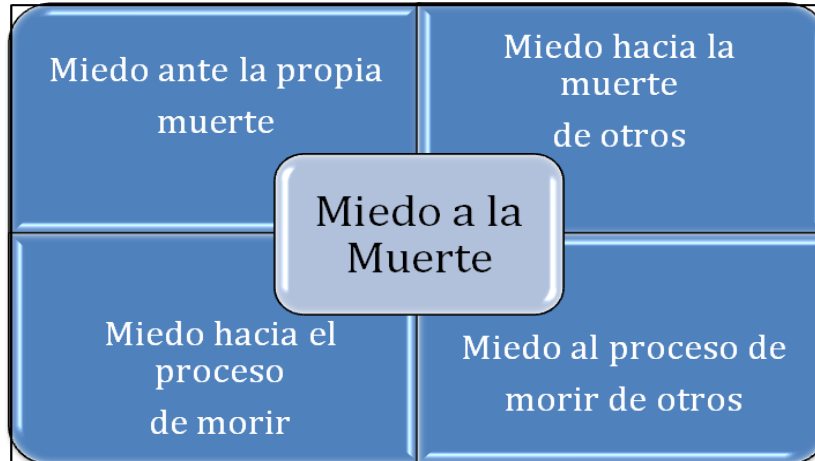 Miedo ante la propia
muerte
Miedo hacia la
muerte
de otros
Miedo a la
Muerte
Miedo hacia el
proceso
de morir
Miedo al proceso de
morir de otros